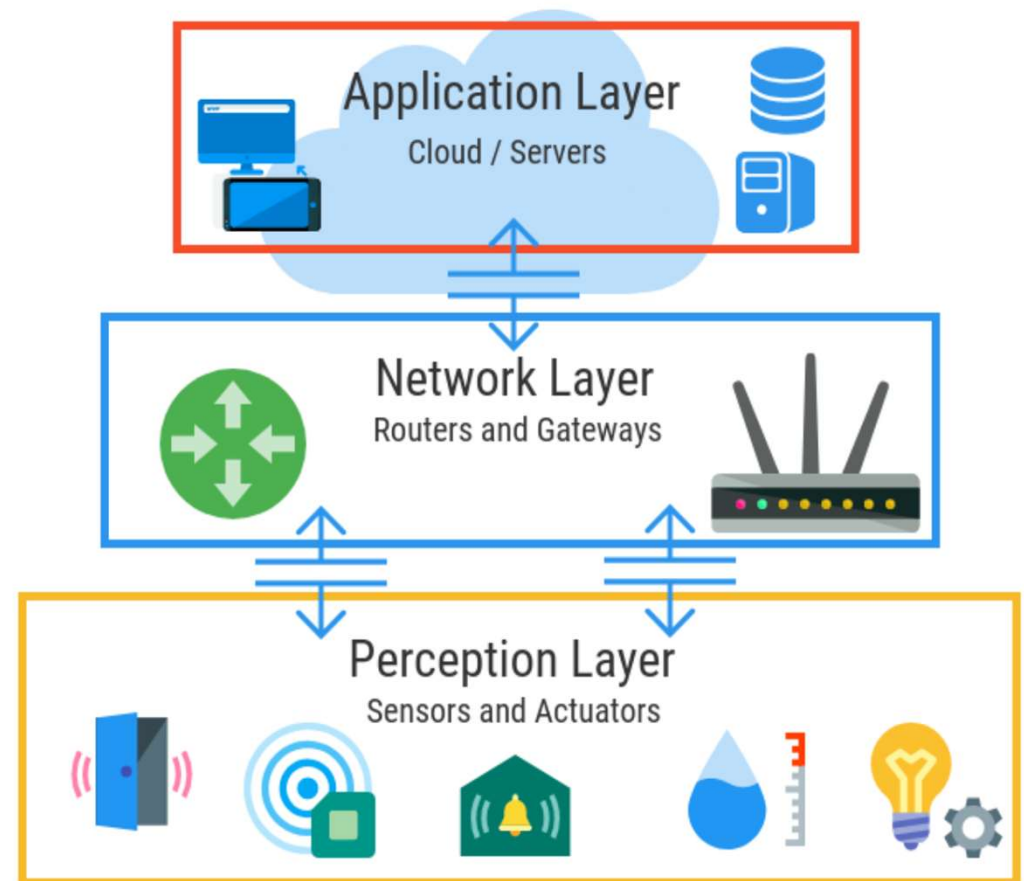 Application Layer
Cloud / Servers
Network Layer
Routers and Gateways
Perception Layer
Sensors and Actuators